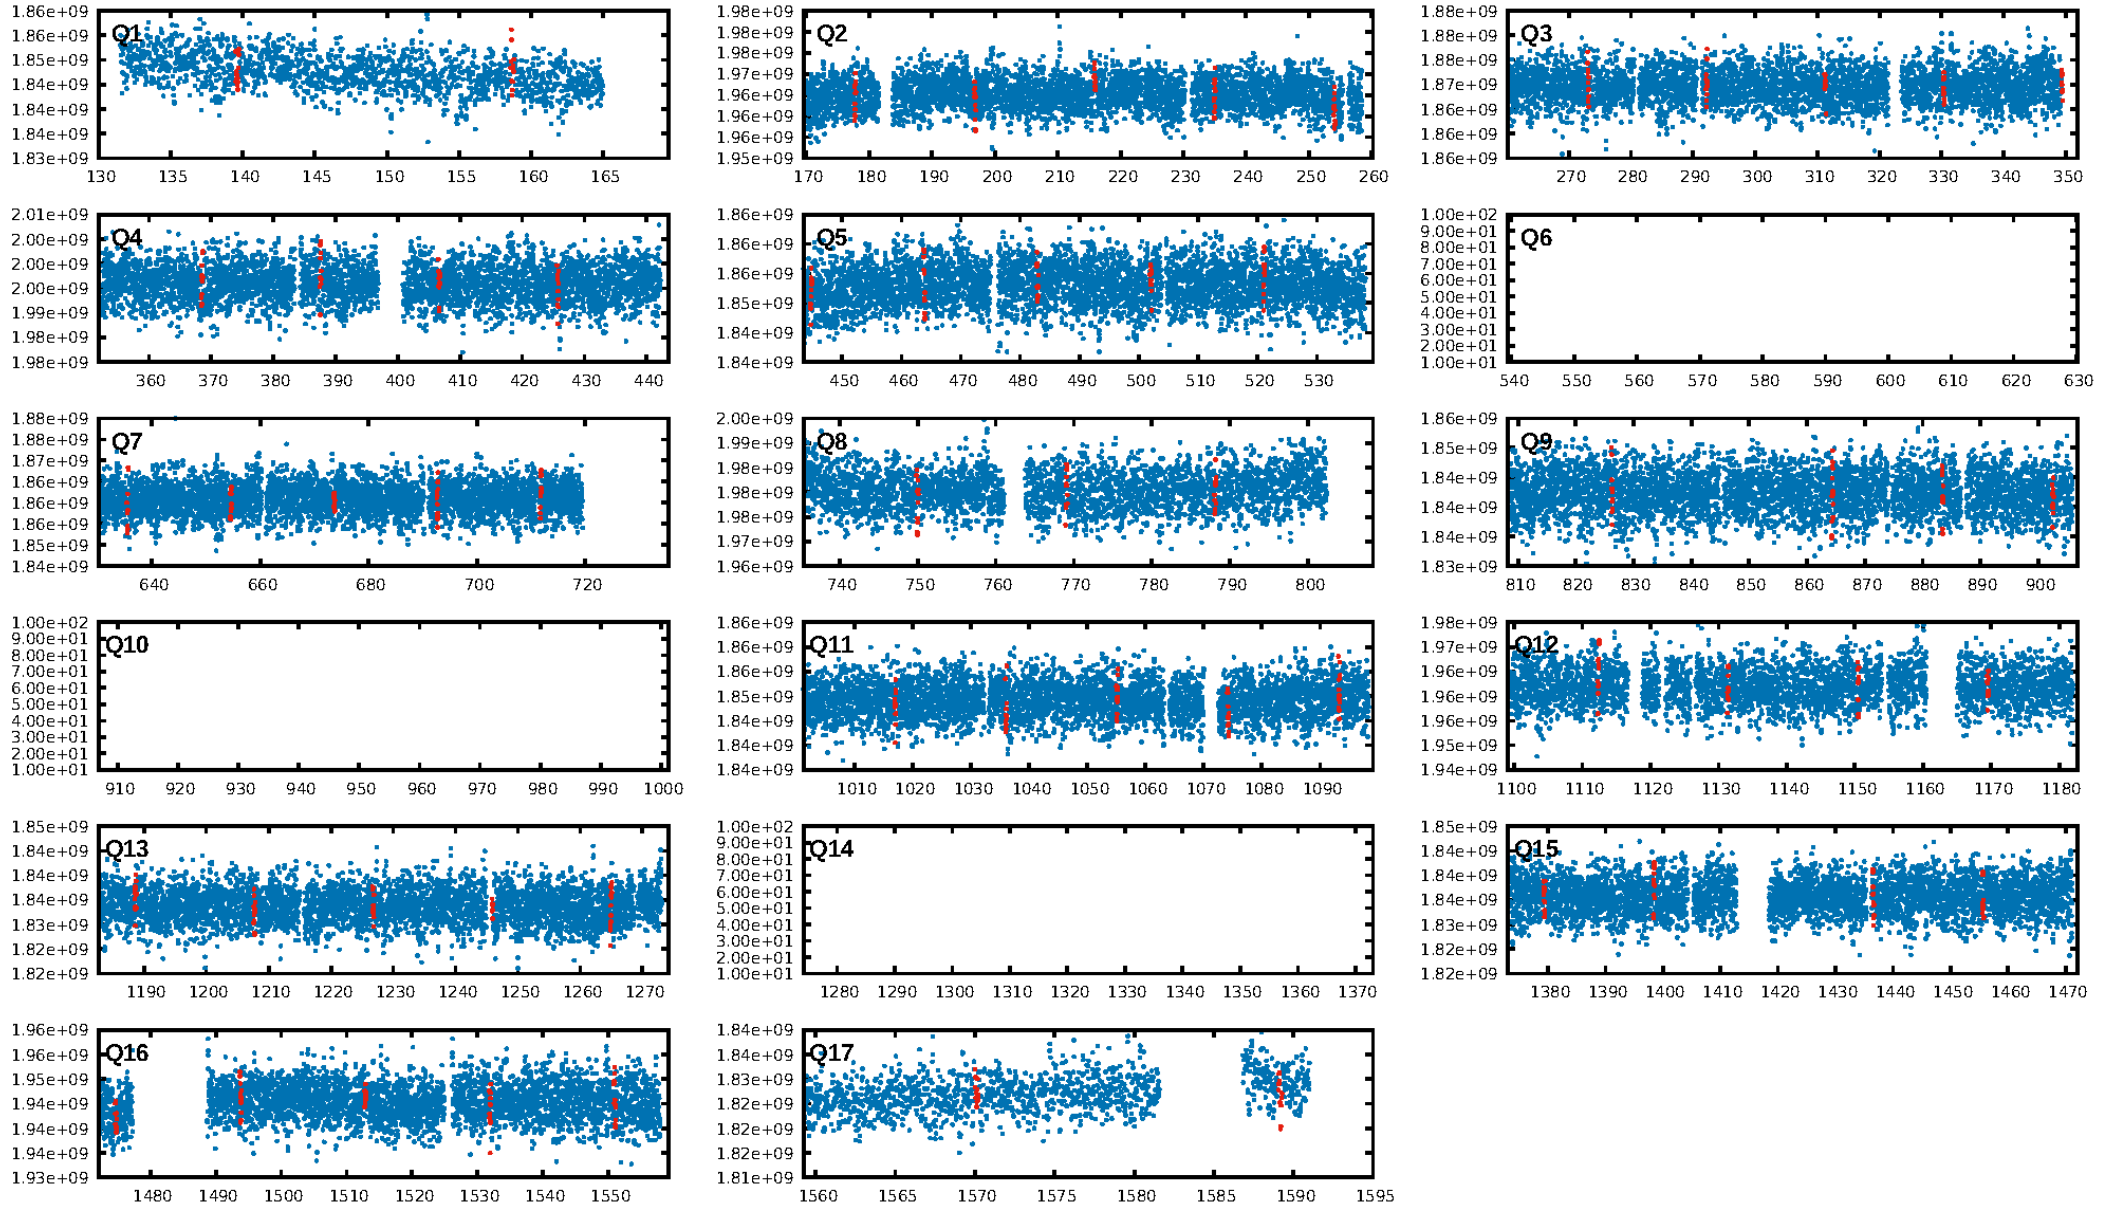 1.86e+09 1.86e+09 1.85e+09 1.84e+09 1.84e+09 1.84e+09 1.83e+09
Q1
130 135 140 145 150 155 160 165
1.98e+09 1.98e+09 1.98e+09 1.97e+09 1.96e+09 1.96e+09 1.96e+09 1.95e+09
Q2
170 180 190 200 210 220 230 240 250 260
1.88e+09 1.88e+09 1.88e+09 1.87e+09 1.86e+09 1.86e+09 1.86e+09
Q3
270 280 290 300 310 320 330 340 350
2.01e+09 2.00e+09 2.00e+09 2.00e+09 1.99e+09 1.98e+09 1.98e+09
Q4
360 370 380 390 400 410 420 430 440
1.86e+09 1.86e+09 1.86e+09 1.85e+09 1.84e+09 1.84e+09
Q5
450 460 470 480 490 500 510 520 530
1.00e+02 9.00e+01 8.00e+01 7.00e+01 6.00e+01 5.00e+01 4.00e+01 3.00e+01 2.00e+01 1.00e+01
Q6
540 550 560 570 580 590 600 610 620 630
1.88e+09 1.88e+09 1.87e+09 1.86e+09 1.86e+09 1.86e+09 1.85e+09 1.84e+09
Q7
640 660 680 700 720
2.00e+09 1.99e+09 1.98e+09 1.98e+09 1.98e+09 1.97e+09 1.96e+09
Q8
740 750 760 770 780 790 800
1.86e+09 1.85e+09 1.84e+09 1.84e+09 1.84e+09 1.83e+09
Q9
810 820 830 840 850 860 870 880 890 900
1.00e+02 9.00e+01 8.00e+01 7.00e+01 6.00e+01 5.00e+01 4.00e+01 3.00e+01 2.00e+01 1.00e+01
Q10
910 920 930 940 950 960 970 980 990 1000
1.86e+09 1.86e+09 1.86e+09 1.85e+09 1.84e+09 1.84e+09 1.84e+09
Q11
1010 1020 1030 1040 1050 1060 1070 1080 1090
1.98e+09 1.97e+09 1.96e+09 1.96e+09 1.96e+09 1.95e+09 1.94e+09
Q12
1100 1110 1120 1130 1140 1150 1160 1170 1180
1.85e+09 1.84e+09 1.84e+09 1.84e+09 1.83e+09 1.82e+09 1.82e+09
Q13
1190 1200 1210 1220 1230 1240 1250 1260 1270
1.00e+02 9.00e+01 8.00e+01 7.00e+01 6.00e+01 5.00e+01 4.00e+01 3.00e+01 2.00e+01 1.00e+01
Q14
1280 1290 1300 1310 1320 1330 1340 1350 1360 1370
1.85e+09 1.84e+09 1.84e+09 1.84e+09 1.83e+09 1.82e+09 1.82e+09
Q15
1380 1390 1400 1410 1420 1430 1440 1450 1460 1470
1.96e+09 1.96e+09 1.95e+09 1.94e+09 1.94e+09 1.94e+09 1.93e+09
Q16
1480 1490 1500 1510 1520 1530 1540 1550
1.84e+09 1.84e+09 1.83e+09 1.82e+09 1.82e+09 1.82e+09 1.81e+09
Q17
1560 1565 1570 1575 1580 1585 1590 1595